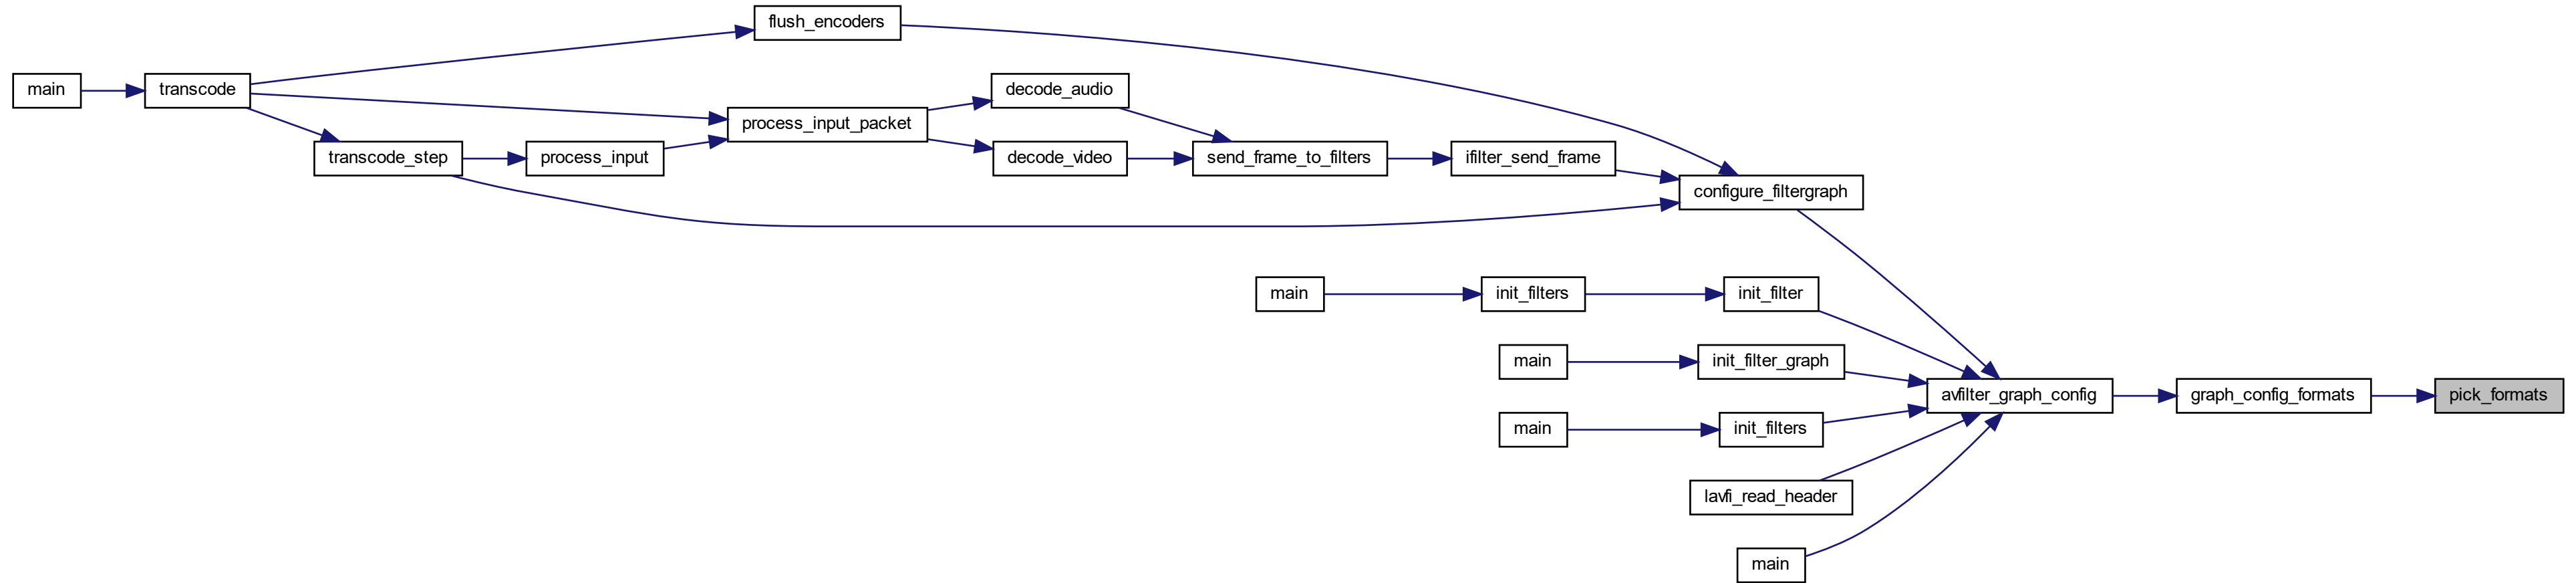 flush_encoders
main
transcode
decode_audio
process_input_packet
transcode_step
process_input
decode_video
send_frame_to_filters
ifilter_send_frame
configure_filtergraph
main
init_filters
init_filter
main
init_filter_graph
avfilter_graph_config
graph_config_formats
pick_formats
main
init_filters
lavfi_read_header
main